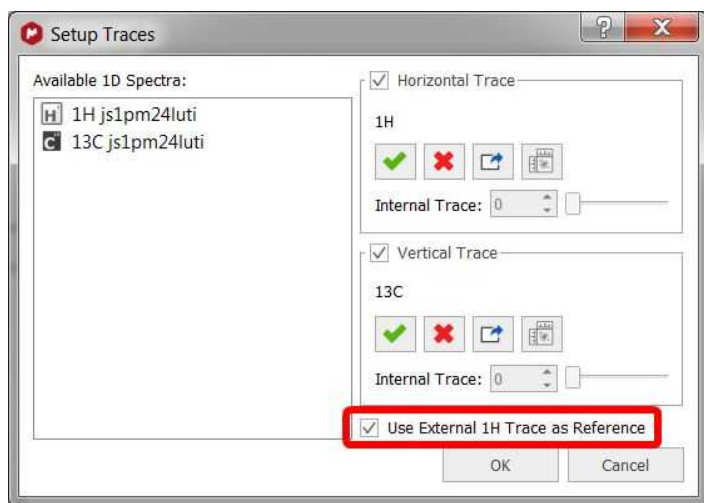 Setup Traces
Available 1D Spectra:
1H js1pm24luti
13C js1pm24luti
Horizontal Trace
1H
Internal Trace: 0
Vertical Trace
13C
Internal Trace: 0
Use External 1H Trace as Reference
OK
Cancel